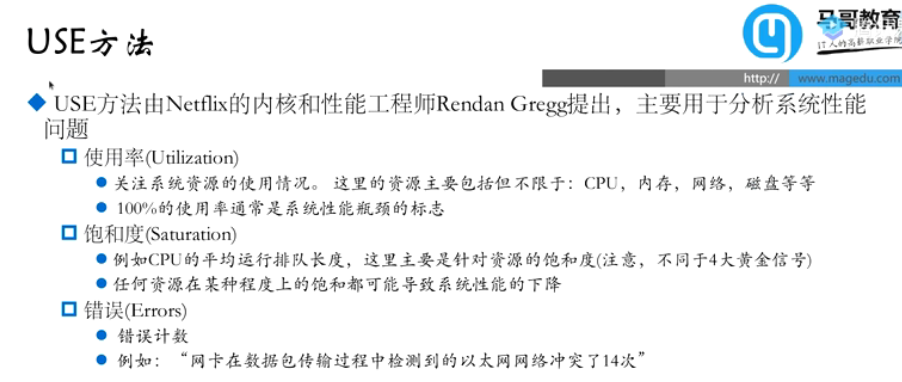 马哥教育
IT人的高薪职业学院
USE方法
http:// www.magedu.com
USE方法由Netflix的内核和性能工程师Rendan Gregg提出，主要用于分析系统性能
问题
使用率(Utilization)
关注系统资源的使用情况。 这里的资源主要包括但不限于：CPU，内存，网络，磁盘等等
100%的使用率通常是系统性能瓶颈的标志
饱和度(Saturation)
例如CPU的平均运行排队长度，这里主要是针对资源的饱和度(注意，不同于4大黄金信号)
任何资源在某种程度上的饱和都可能导致系统性能的下降
错误(Errors)
错误计数
例如：“网卡在数据包传输过程中检测到的以太网网络冲突了14次”